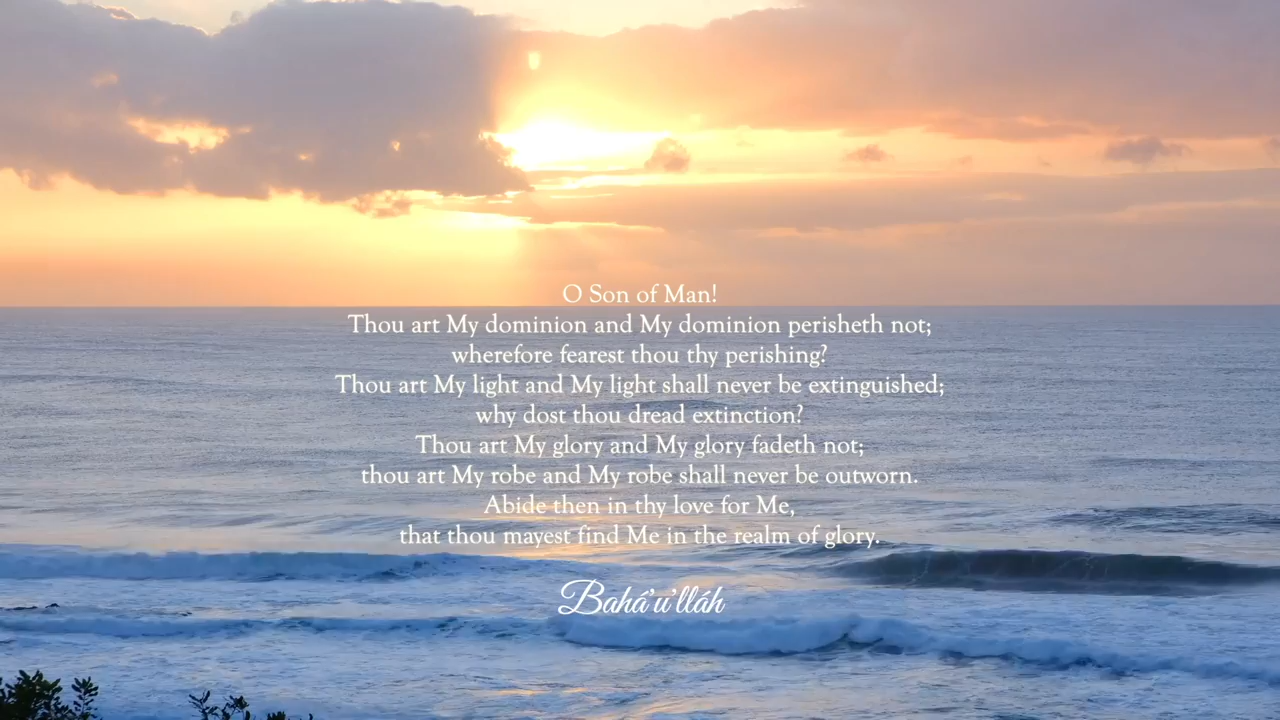 O Son of Man!
Thou art My dominion and My dominion perisheth not;
wherefore fearest thou thy perishing?
Thou art My light and My light shall never be extinguished;
why dost thou dread extinction?
Thou art My glory and My glory fadeth not;
thou art My robe and My robe shall never be outworn.
Abide then in thy love for Me,
that thou mayest find Me in the realm of glory.
Bahá'u'lláh